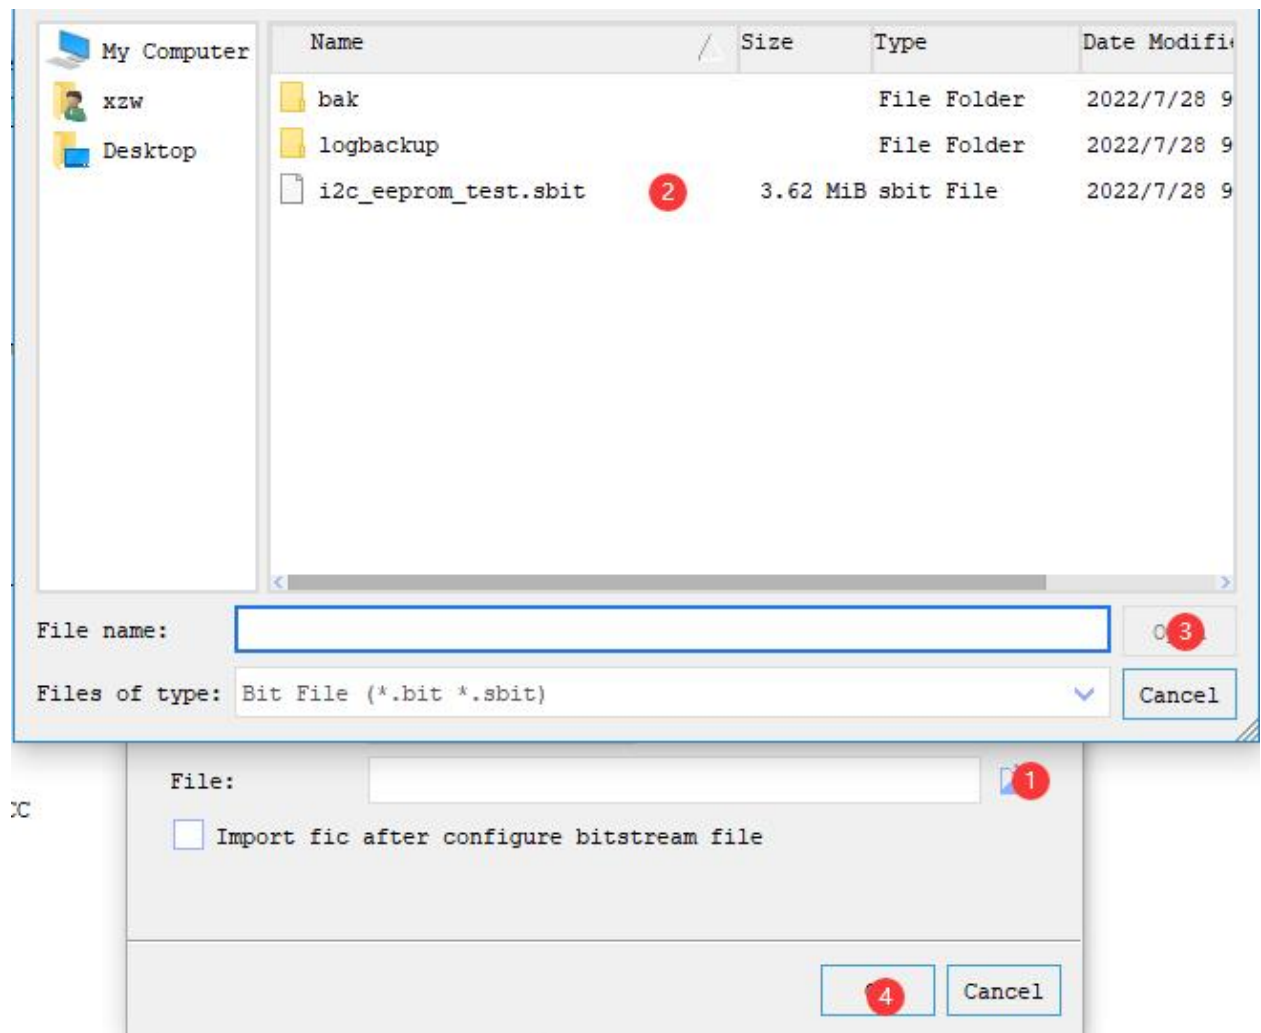 My Computer
xzw
Desktop
Name Size Type Date Modifi
bak File Folder 2022/7/28 9
logbackup File Folder 2022/7/28 9
i2c_eeprom_test.sbit 2 3.62 MiB sbit File 2022/7/28 9
File name: 3
Files of type: Bit File (*.bit *.sbit) Cancel
File: 1
CC
Import fic after configure bitstream file
4 Cancel